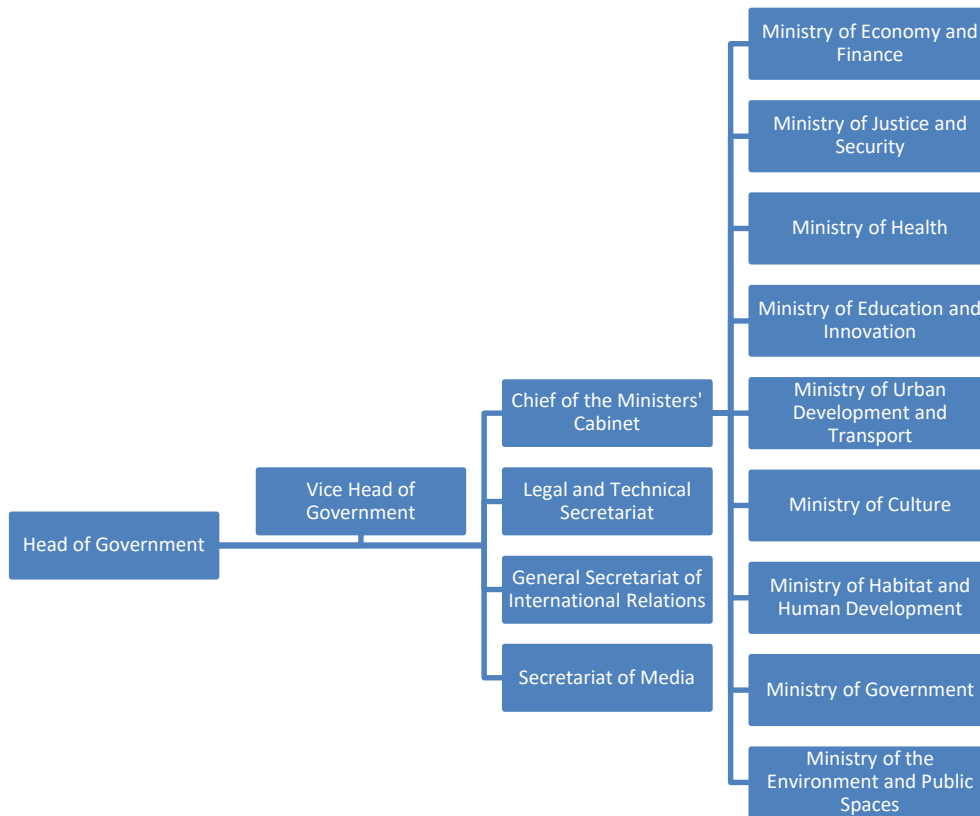 Head of Government
Vice Head of
Government
Chief of the Ministers'
Cabinet
Legal and Technical
Secretariat
General Secretariat of
International Relations
Secretariat of Media
Ministry of Economy and
Finance
Ministry of Justice and
Security
Ministry of Health
Ministry of Education and
Innovation
Ministry of Urban
Development and
Transport
Ministry of Culture
Ministry of Habitat and
Human Development
Ministry of Government
Ministry of the
Environment and Public
Spaces